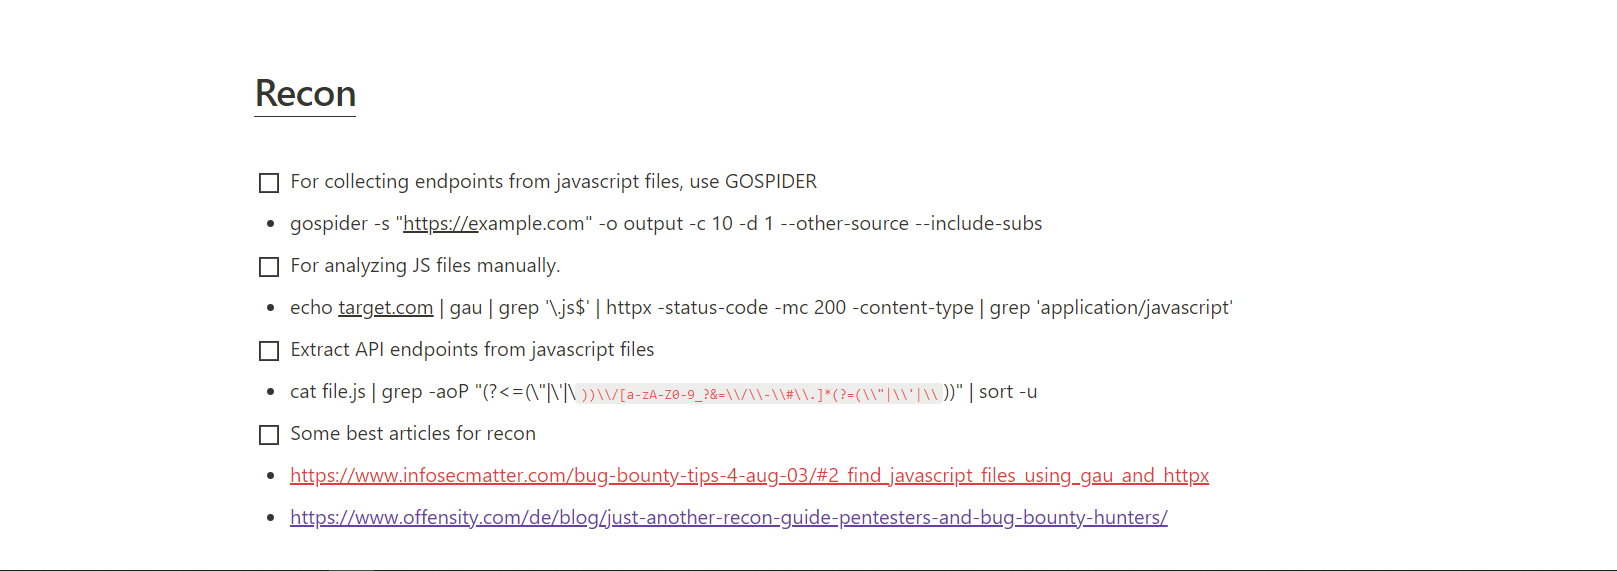 Recon
For collecting endpoints from javascript files, use GOSPIDER
gospider -s "https://example.com" -o output -c 10 -d 1 --other-source --include-subs
For analyzing JS files manually.
echo target.com | gau | grep '\.js$' | httpx -status-code -mc 200 -content-type | grep 'application/javascript'
Extract API endpoints from javascript files
cat file.js | grep -aoP "(?<=(\"|\'|\))\\/[a-zA-Z0-9_?&=\\/\\-\\#\\.]*(?=(\\"|\\'|\\))" | sort -u
Some best articles for recon
https://www.infosecmatter.com/bug-bounty-tips-4-aug-03/#2_find_javascript_files_using_gau_and_httpx
https://www.offensity.com/de/blog/just-another-recon-guide-pentesters-and-bug-bounty-hunters/